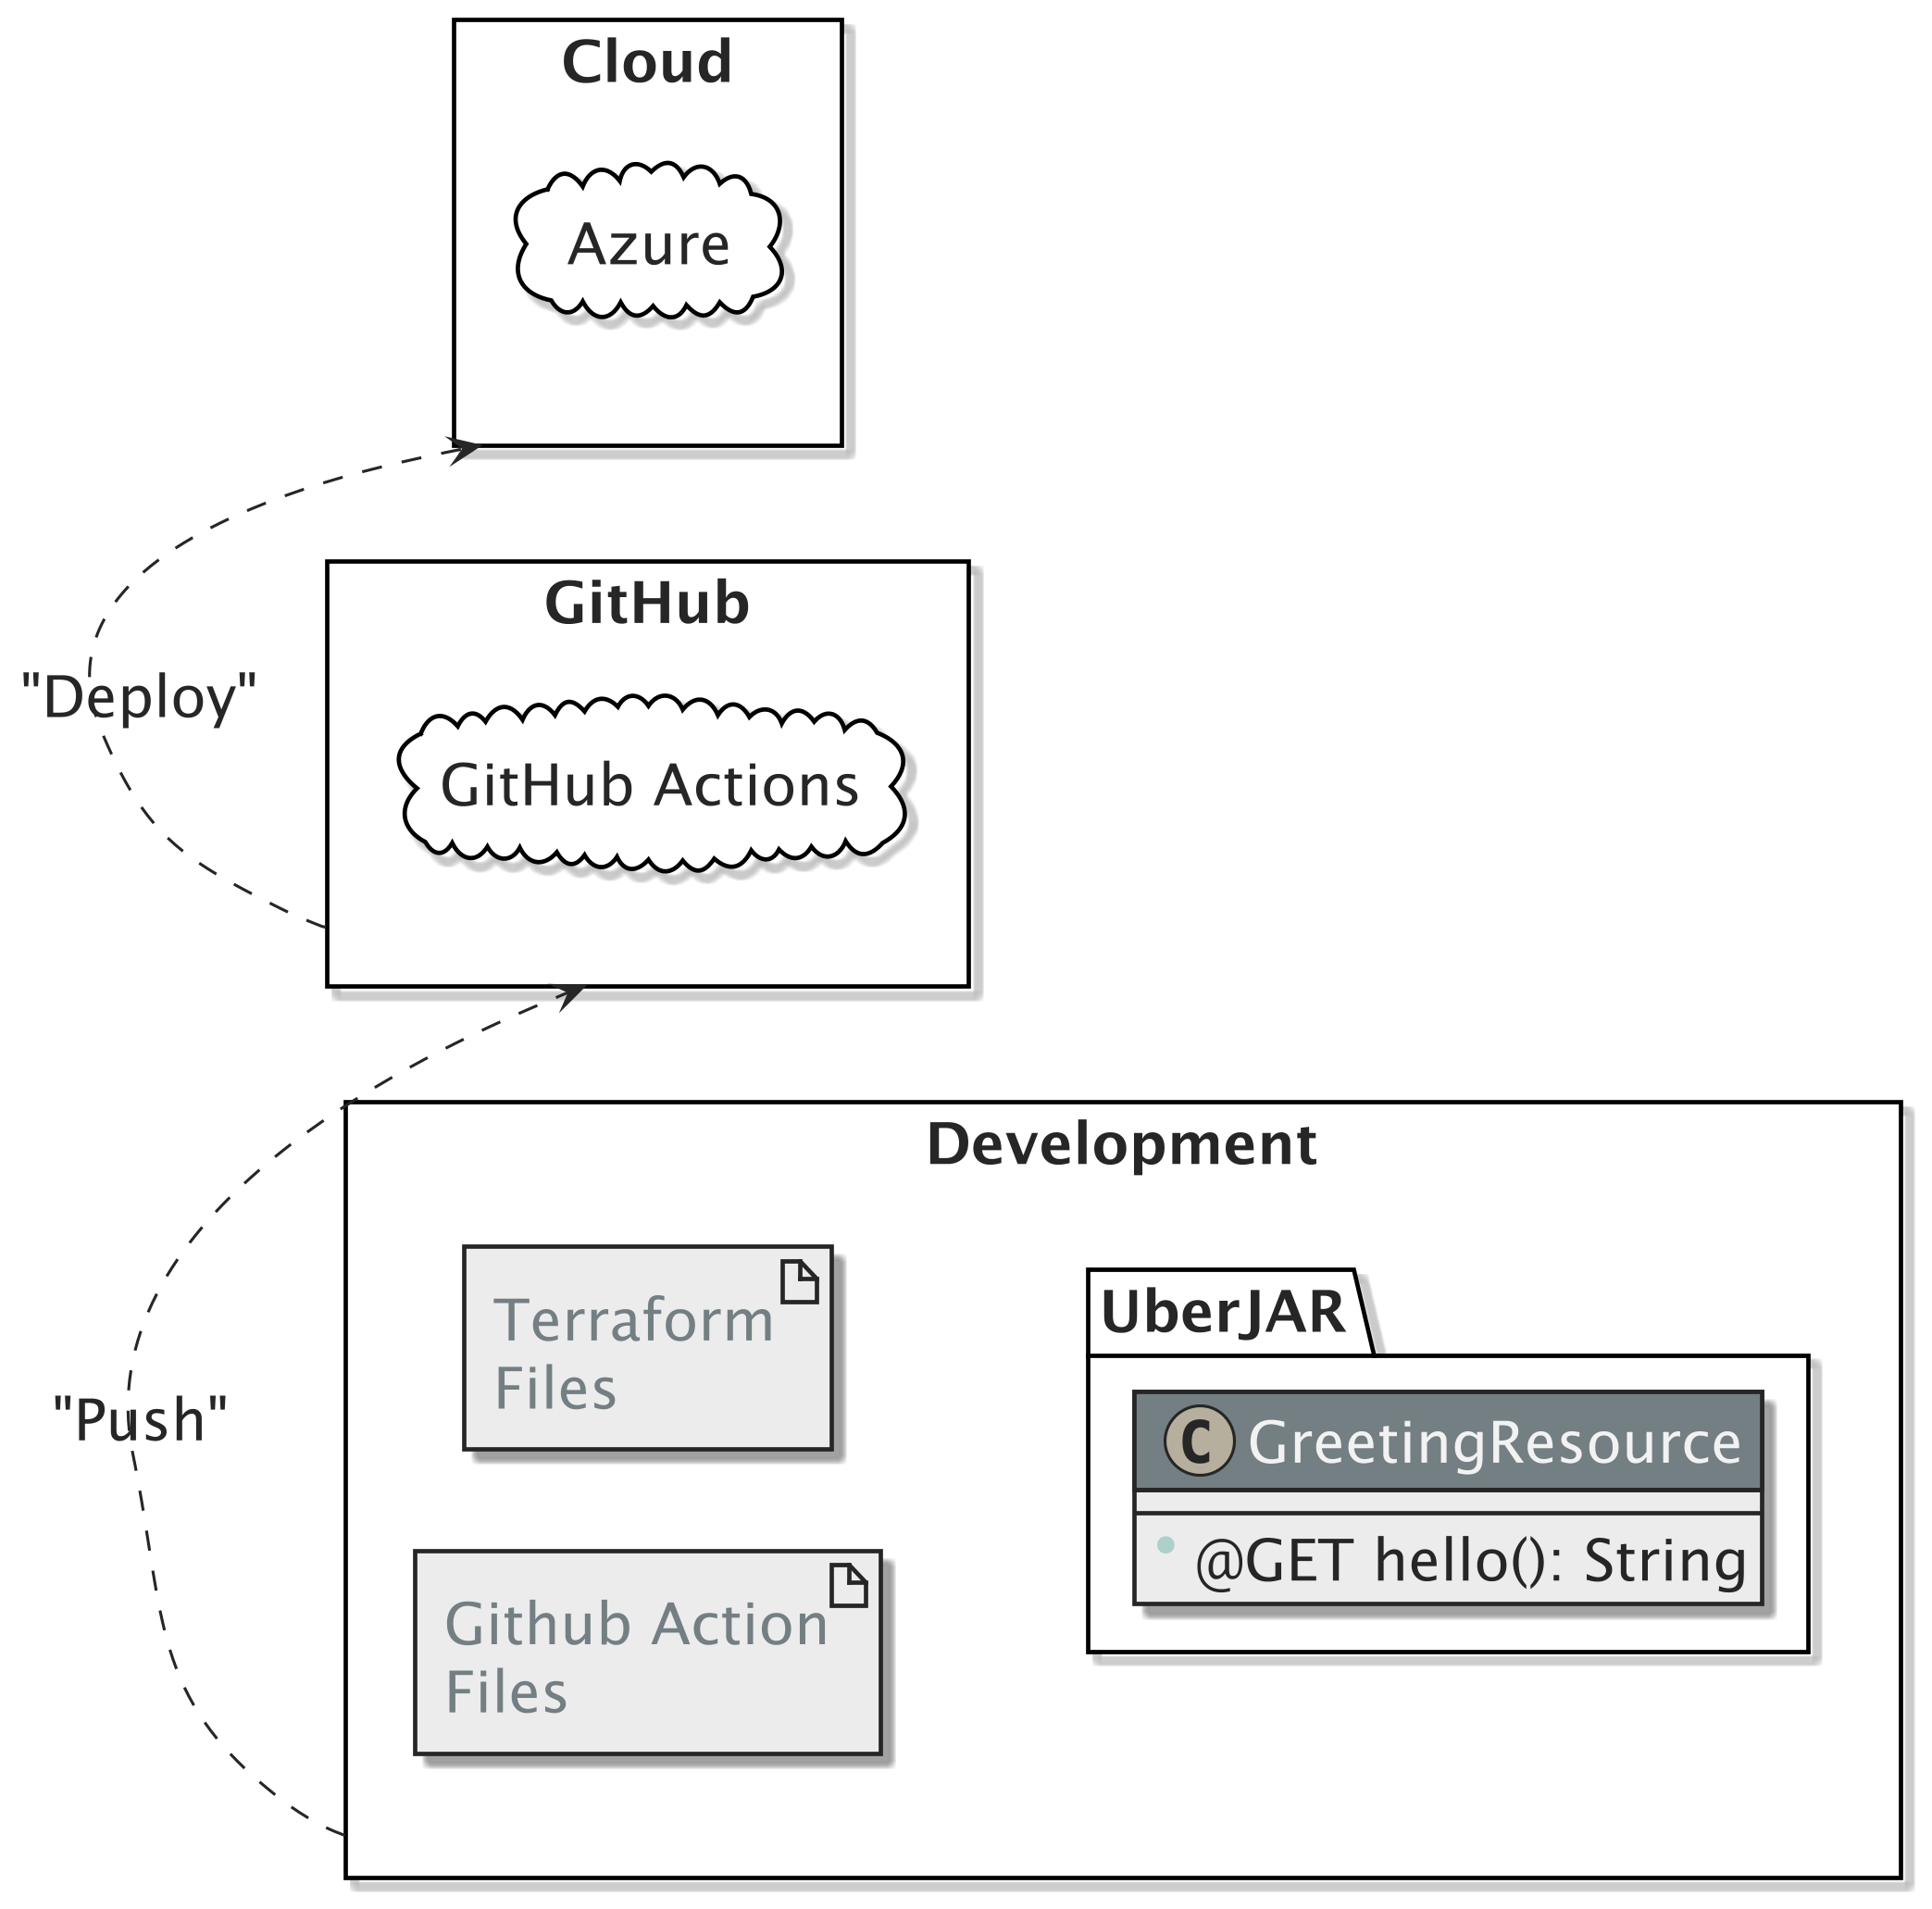 Cloud
Azure
GitHub
"Deploy"
GitHub Actions
Development
Terraform
Files
UberJAR
"Push"
C GreetingResource
@GET hello(): String
Github Action
Files